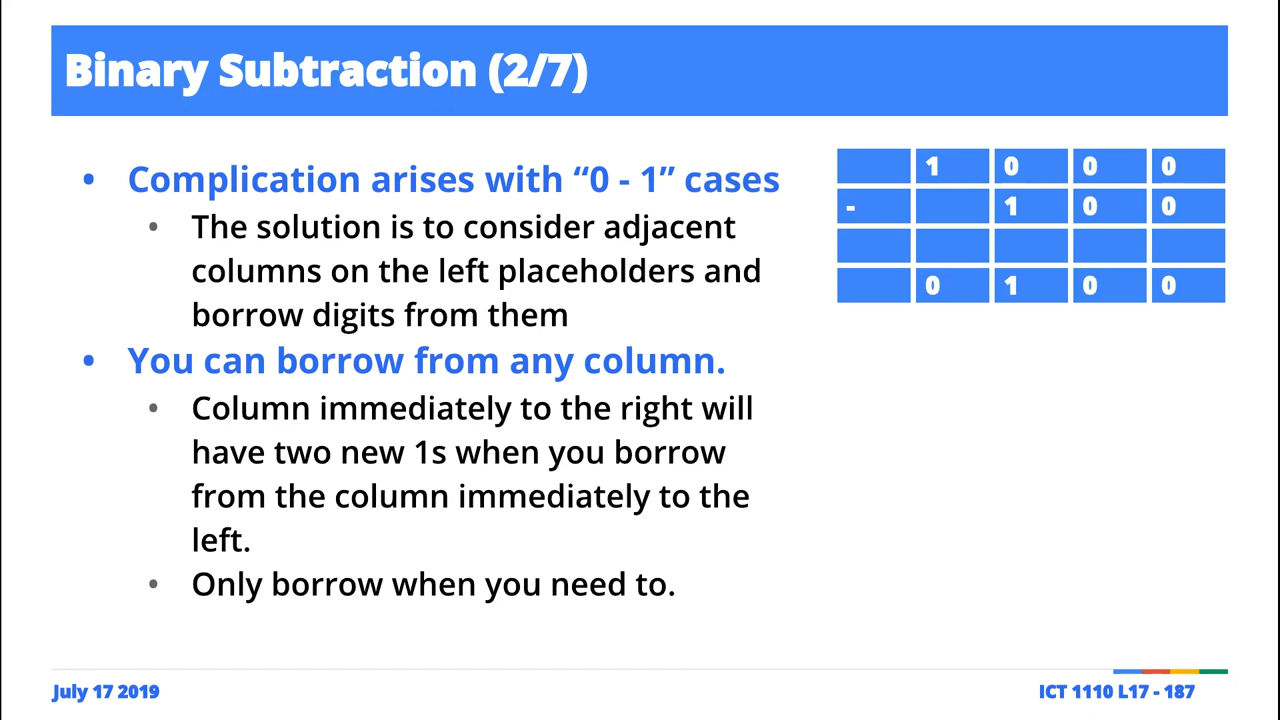 Binary Subtraction (2/7)
• Complication arises with “0 - 1” cases
• The solution is to consider adjacent
columns on the left placeholders and
borrow digits from them
• You can borrow from any column.
• Column immediately to the right will
have two new 1s when you borrow
from the column immediately to the
left.
• Only borrow when you need to.
1 0 0 0
- 1 0 0
0 1 0 0
July 17 2019
ICT 1110 L17 - 187